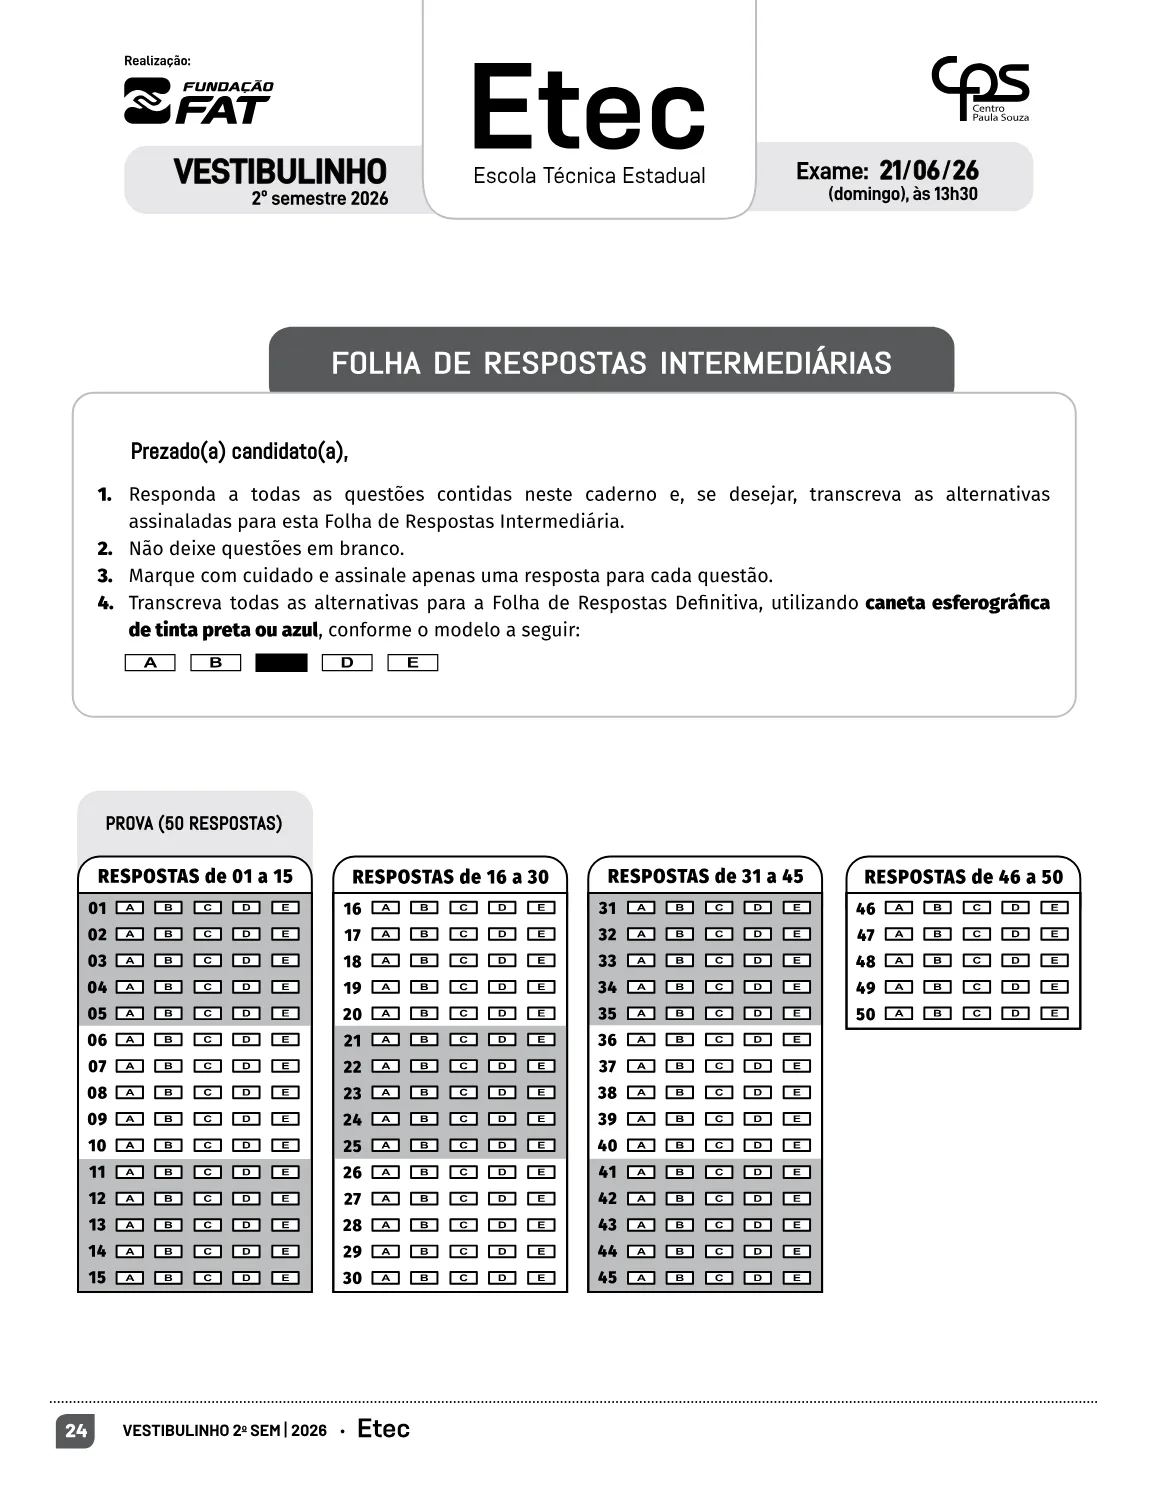 Realização:
FUNDAÇÃO
FAT
VESTIBULINHO
2º semestre 2026
Etec
Escola Técnica Estadual
cps
Centro
Paula Souza
Exame: 21/06/26
(domingo), às 13h30
FOLHA DE RESPOSTAS INTERMEDIÁRIAS
Prezado(a) candidato(a),
1. Responda a todas as questões contidas neste caderno e, se desejar, transcreva as alternativas
assinaladas para esta Folha de Respostas Intermediária.
2. Não deixe questões em branco.
3. Marque com cuidado e assinale apenas uma resposta para cada questão.
4. Transcreva todas as alternativas para a Folha de Respostas Definitiva, utilizando caneta esferográfica
de tinta preta ou azul, conforme o modelo a seguir:
A B D E
PROVA (50 RESPOSTAS)
RESPOSTAS de 01 a 15
01 A B C D E
02 A B C D E
03 A B C D E
04 A B C D E
05 A B C D E
06 A B C D E
07 A B C D E
08 A B C D E
09 A B C D E
10 A B C D E
11 A B C D E
12 A B C D E
13 A B C D E
14 A B C D E
15 A B C D E
RESPOSTAS de 16 a 30
16 A B C D E
17 A B C D E
18 A B C D E
19 A B C D E
20 A B C D E
21 A B C D E
22 A B C D E
23 A B C D E
24 A B C D E
25 A B C D E
26 A B C D E
27 A B C D E
28 A B C D E
29 A B C D E
30 A B C D E
RESPOSTAS de 31 a 45
31 A B C D E
32 A B C D E
33 A B C D E
34 A B C D E
35 A B C D E
36 A B C D E
37 A B C D E
38 A B C D E
39 A B C D E
40 A B C D E
41 A B C D E
42 A B C D E
43 A B C D E
44 A B C D E
45 A B C D E
RESPOSTAS de 46 a 50
46 A B C D E
47 A B C D E
48 A B C D E
49 A B C D E
50 A B C D E
24 VESTIBULINHO 2º SEM | 2026 • Etec